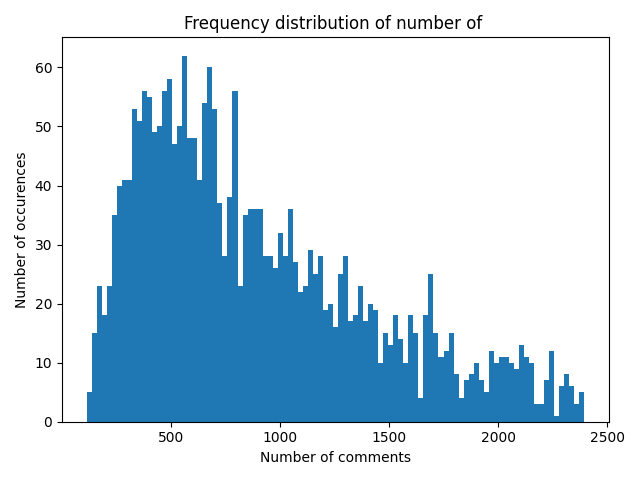 Frequency distribution of number of
60
50
40
30
20
10
0
Number of occurences
500 1000 1500 2000 2500
Number of comments